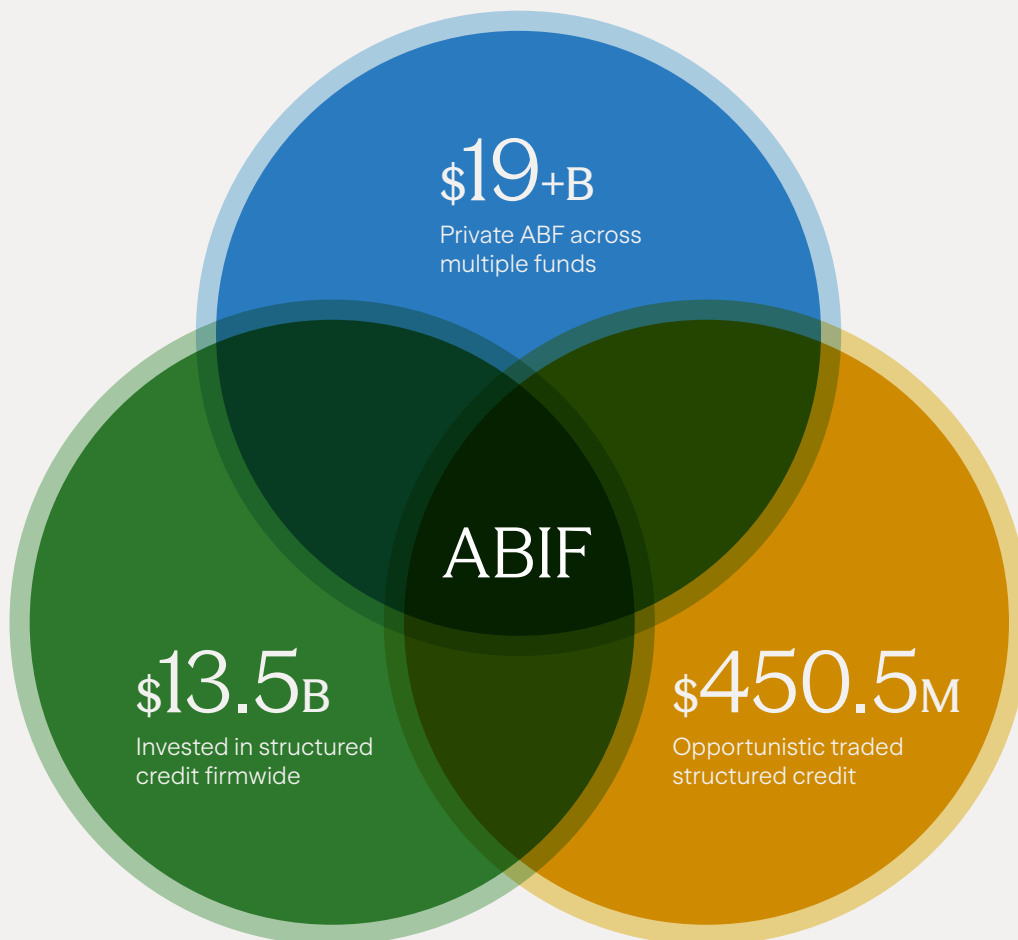 $19+B
Private ABF across
multiple funds
ABIF
$13.5B
Invested in structured
credit firmwide
$450.5M
Opportunistic traded
structured credit